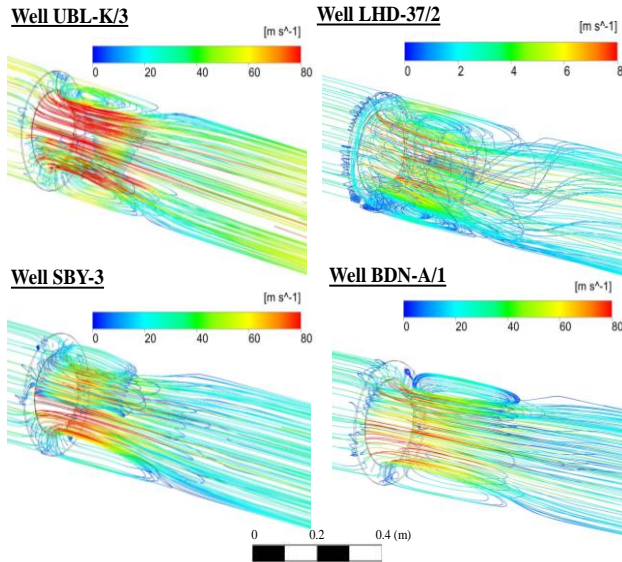 Well UBL-K/3
[m s^-1]
0 20 40 60 80
Well LHD-37/2
[m s^-1]
0 2 4 6 8
Well SBY-3
[m s^-1]
0 20 40 60 80
Well BDN-A/1
[m s^-1]
0 20 40 60 80
0 0.2 0.4 (m)